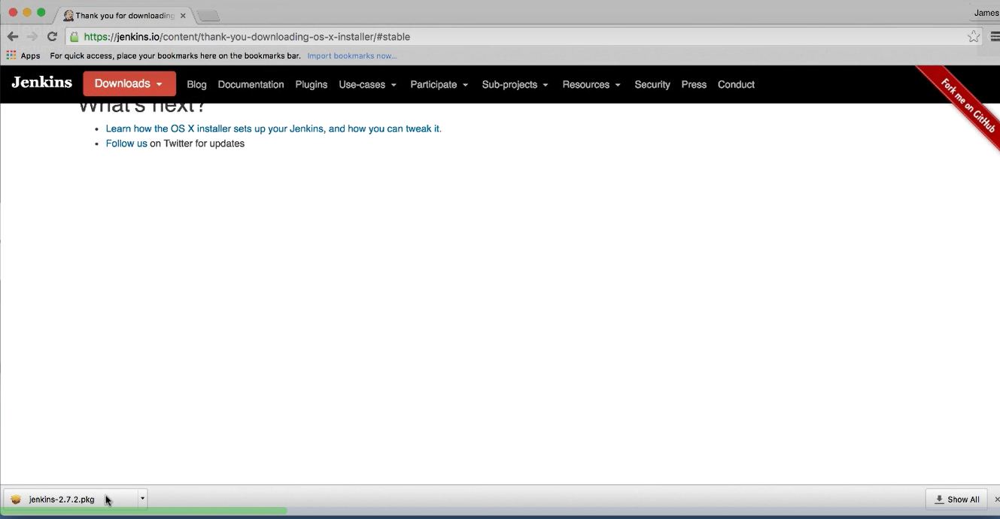 Thank you for downloading
James
https://jenkins.io/content/thank-you-downloading-os-x-installer/#stable
Apps For quick access, place your bookmarks here on the bookmarks bar. Import bookmarks now...
Jenkins Downloads Blog Documentation Plugins Use-cases Participate Sub-projects Resources Security Press Conduct
Fork me on GitHub
What's next?
Learn how the OS X installer sets up your Jenkins, and how you can tweak it.
Follow us on Twitter for updates
jenkins-2.7.2.pkg
Show All